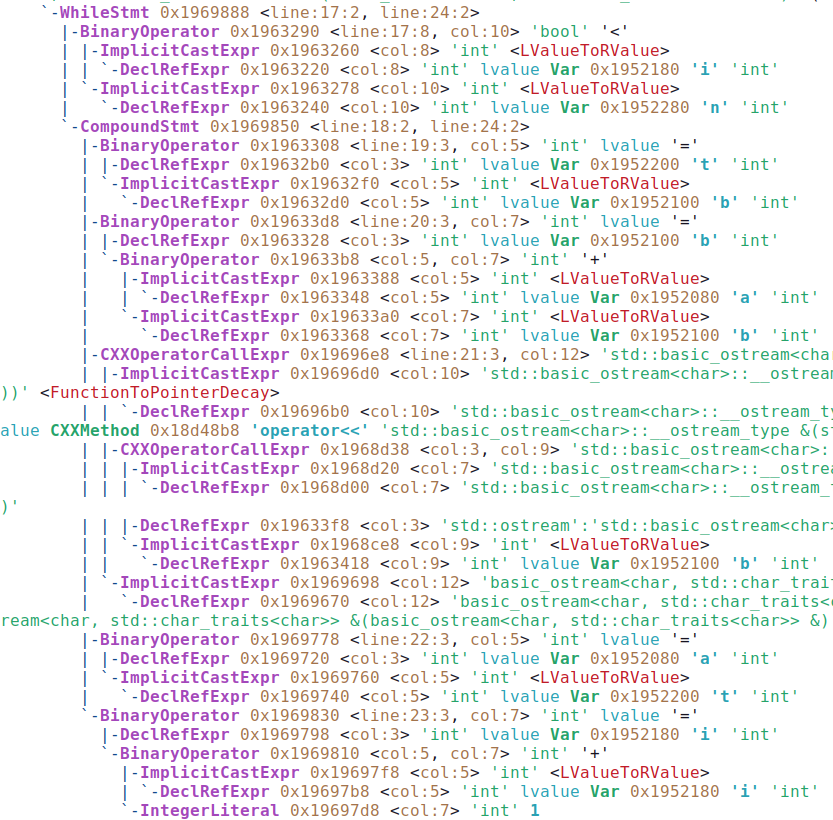 `-WhileStmt 0x1969888 <line:17:2, line:24:2>
|-BinaryOperator 0x1963290 <line:17:8, col:10> 'bool' '<'
| |-ImplicitCastExpr 0x1963260 <col:8> 'int' <LValueToRValue>
| | `-DeclRefExpr 0x1963220 <col:8> 'int' lvalue Var 0x1952180 'i' 'int'
| `-ImplicitCastExpr 0x1963278 <col:10> 'int' <LValueToRValue>
|   `-DeclRefExpr 0x1963240 <col:10> 'int' lvalue Var 0x1952280 'n' 'int'
`-CompoundStmt 0x1969850 <line:18:2, line:24:2>
|-BinaryOperator 0x1963308 <line:19:3, col:5> 'int' lvalue '='
| |-DeclRefExpr 0x19632b0 <col:3> 'int' lvalue Var 0x1952200 't' 'int'
| `-ImplicitCastExpr 0x19632f0 <col:5> 'int' <LValueToRValue>
|   `-DeclRefExpr 0x19632d0 <col:5> 'int' lvalue Var 0x1952100 'b' 'int'
|-BinaryOperator 0x19633d8 <line:20:3, col:7> 'int' lvalue '='
| |-DeclRefExpr 0x1963328 <col:3> 'int' lvalue Var 0x1952100 'b' 'int'
| `-BinaryOperator 0x19633b8 <col:5, col:7> 'int' '+'
|   |-ImplicitCastExpr 0x1963388 <col:5> 'int' <LValueToRValue>
|   | `-DeclRefExpr 0x1963348 <col:5> 'int' lvalue Var 0x1952080 'a' 'int'
|   `-ImplicitCastExpr 0x19633a0 <col:7> 'int' <LValueToRValue>
|     `-DeclRefExpr 0x1963368 <col:7> 'int' lvalue Var 0x1952100 'b' 'int'
|-CXXOperatorCallExpr 0x19696e8 <line:21:3, col:12> 'std::basic_ostream<char
| |-ImplicitCastExpr 0x19696d0 <col:10> 'std::basic_ostream<char>::__ostream
))' <FunctionToPointerDecay>
| | `-DeclRefExpr 0x19696b0 <col:10> 'std::basic_ostream<char>::__ostream_ty
alue CXXMethod 0x18d48b8 'operator<<' 'std::basic_ostream<char>::__ostream_type &(st
| |-CXXOperatorCallExpr 0x1968d38 <col:3, col:9> 'std::basic_ostream<char>::
| | |-ImplicitCastExpr 0x1968d20 <col:7> 'std::basic_ostream<char>::__ostrea
| | | `-DeclRefExpr 0x1968d00 <col:7> 'std::basic_ostream<char>::__ostream_t
)'
| | |-DeclRefExpr 0x19633f8 <col:3> 'std::ostream':'std::basic_ostream<char>
| | `-ImplicitCastExpr 0x1968ce8 <col:9> 'int' <LValueToRValue>
| |   `-DeclRefExpr 0x1963418 <col:9> 'int' lvalue Var 0x1952100 'b' 'int'
| `-ImplicitCastExpr 0x1969698 <col:12> 'basic_ostream<char, std::char_trait
|   `-DeclRefExpr 0x1969670 <col:12> 'basic_ostream<char, std::char_traits<c
ream<char, std::char_traits<char>> &(basic_ostream<char, std::char_traits<char>> &)
|-BinaryOperator 0x1969778 <line:22:3, col:5> 'int' lvalue '='
| |-DeclRefExpr 0x1969720 <col:3> 'int' lvalue Var 0x1952080 'a' 'int'
| `-ImplicitCastExpr 0x1969760 <col:5> 'int' <LValueToRValue>
|   `-DeclRefExpr 0x1969740 <col:5> 'int' lvalue Var 0x1952200 't' 'int'
`-BinaryOperator 0x1969830 <line:23:3, col:7> 'int' lvalue '='
|-DeclRefExpr 0x1969798 <col:3> 'int' lvalue Var 0x1952180 'i' 'int'
`-BinaryOperator 0x1969810 <col:5, col:7> 'int' '+'
|-ImplicitCastExpr 0x19697f8 <col:5> 'int' <LValueToRValue>
| `-DeclRefExpr 0x19697b8 <col:5> 'int' lvalue Var 0x1952180 'i' 'int'
`-IntegerLiteral 0x19697d8 <col:7> 'int' 1